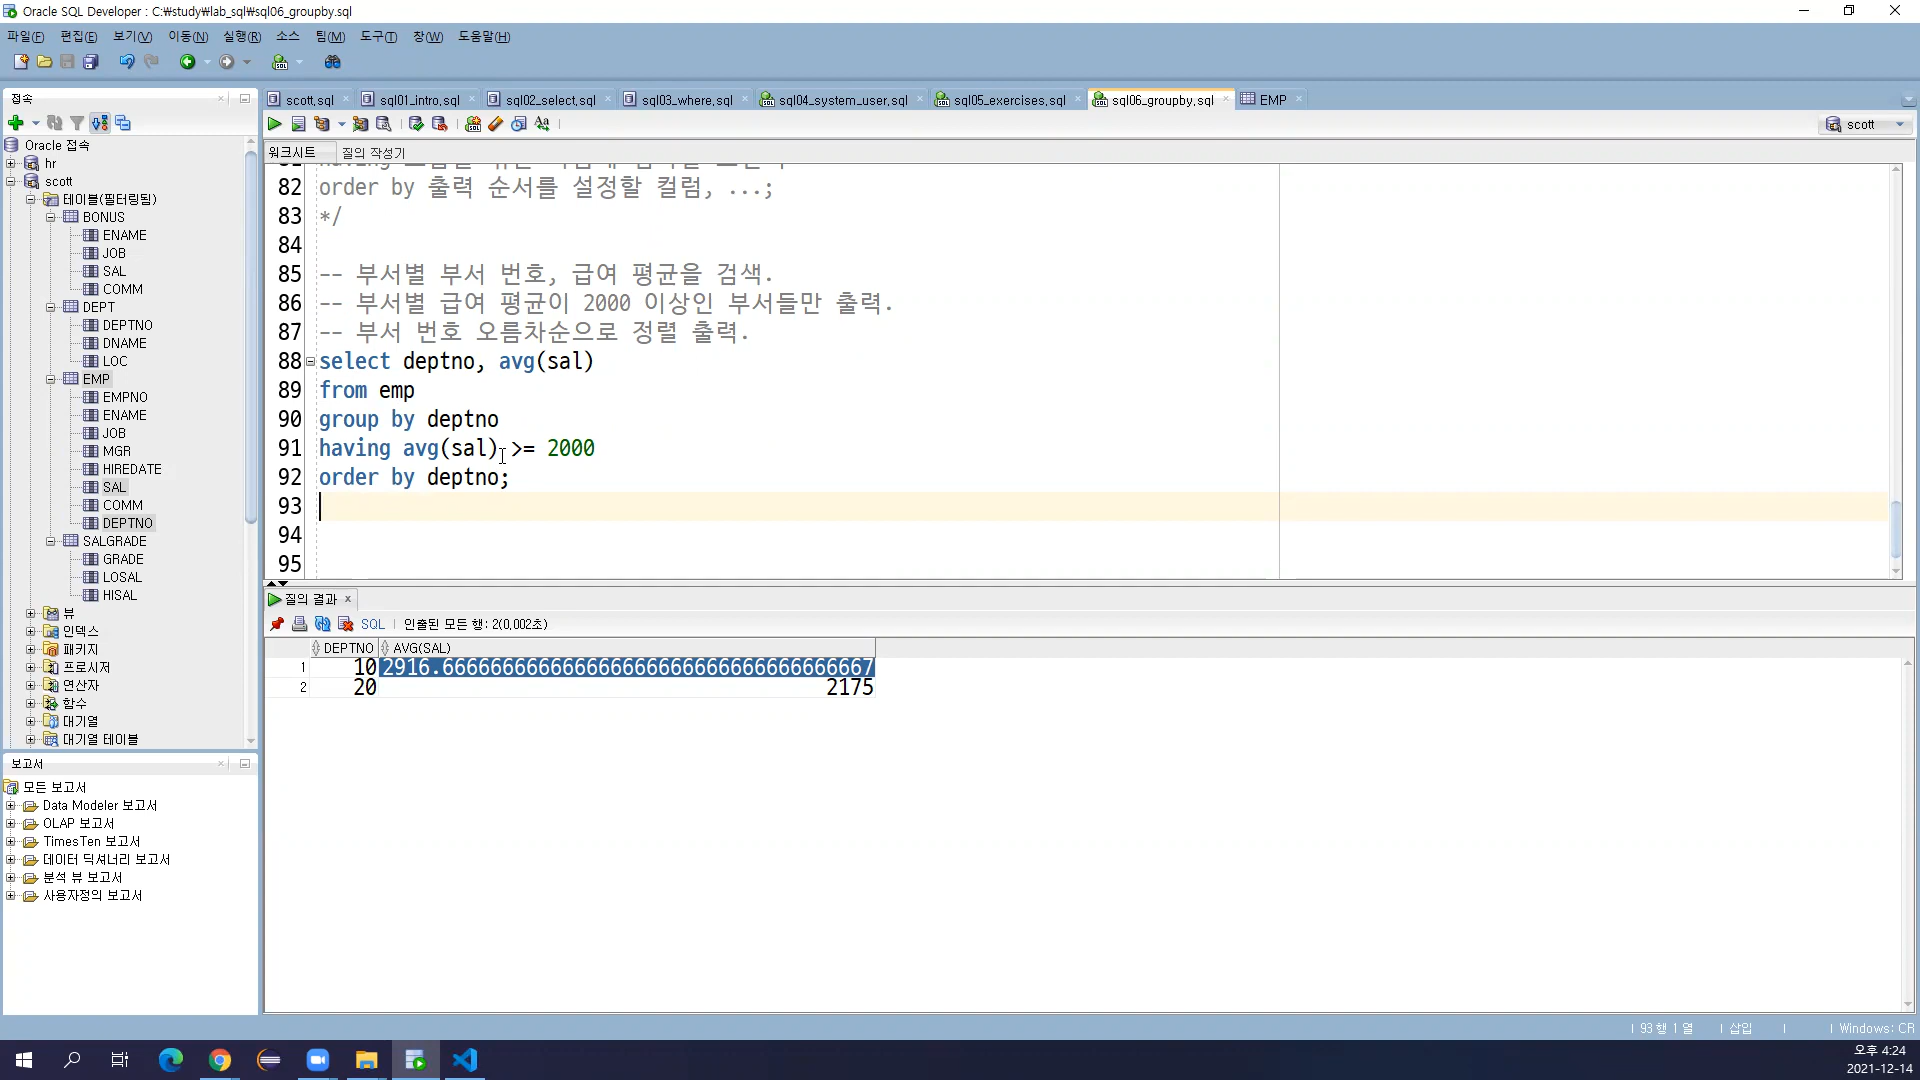 Oracle SQL Developer : C:₩study₩lab_sql₩sql06_groupby.sql
파일(F) 편집(E) 보기(V) 이동(N) 실행(R) 소스 팀(M) 도구(T) 창(W) 도움말(H)
접속
scott.sql sql01_intro.sql sql02_select.sql sql03_where.sql sql04_system_user.sql sql05_exercises.sql sql06_groupby.sql EMP
scott
워크시트 질의 작성기
Oracle 접속
hr
scott
테이블(필터링됨)
BONUS
ENAME
JOB
SAL
COMM
DEPT
DEPTNO
DNAME
LOC
EMP
EMPNO
ENAME
JOB
MGR
HIREDATE
SAL
COMM
DEPTNO
SALGRADE
GRADE
LOSAL
HISAL
뷰
인덱스
패키지
프로시저
연산자
함수
대기열
대기열 테이블
보고서
모든 보고서
Data Modeler 보고서
OLAP 보고서
TimesTen 보고서
데이터 딕셔너리 보고서
분석 뷰 보고서
사용자정의 보고서
82 order by 출력 순서를 설정할 컬럼, ...;
83 */
84
85 -- 부서별 부서 번호, 급여 평균을 검색.
86 -- 부서별 급여 평균이 2000 이상인 부서들만 출력.
87 -- 부서 번호 오름차순으로 정렬 출력.
88 select deptno, avg(sal)
89 from emp
90 group by deptno
91 having avg(sal) >= 2000
92 order by deptno;
93
94
95
질의 결과
SQL 인출된 모든 행: 2(0,002초)
DEPTNO AVG(SAL)
1 10 2916.66666666666666666666666666666666667
2 20 2175
93 행 1 열 삽입 Windows: CR
오후 4:24
2021-12-14